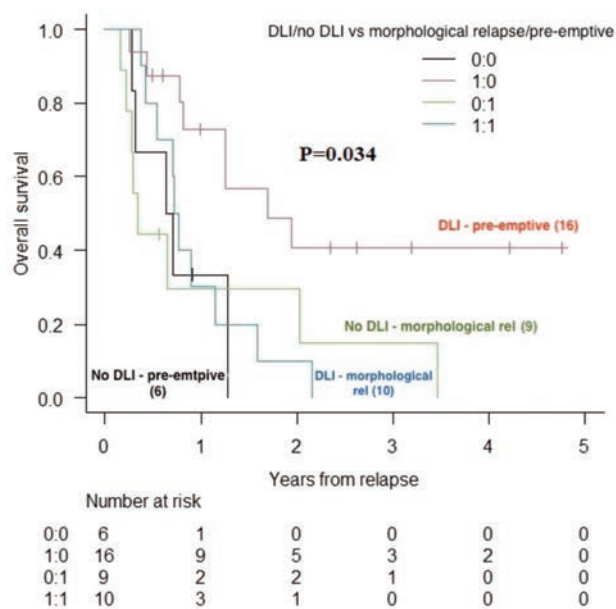 DLI/no DLI vs morphological relapse/pre-emptive
0:0
1:0
0:1
1:1
P=0.034
Overall survival
1.0
0.8
0.6
0.4
0.2
0.0
DLI - pre-emptive (16)
No DLI - morphological rel (9)
No DLI - pre-emtpive
(6)
DLI - morphological
rel (10)
0 1 2 3 4 5
Years from relapse
Number at risk
0:0 6 1 0 0 0 0
1:0 16 9 5 3 2 0
0:1 9 2 2 1 0 0
1:1 10 3 1 0 0 0